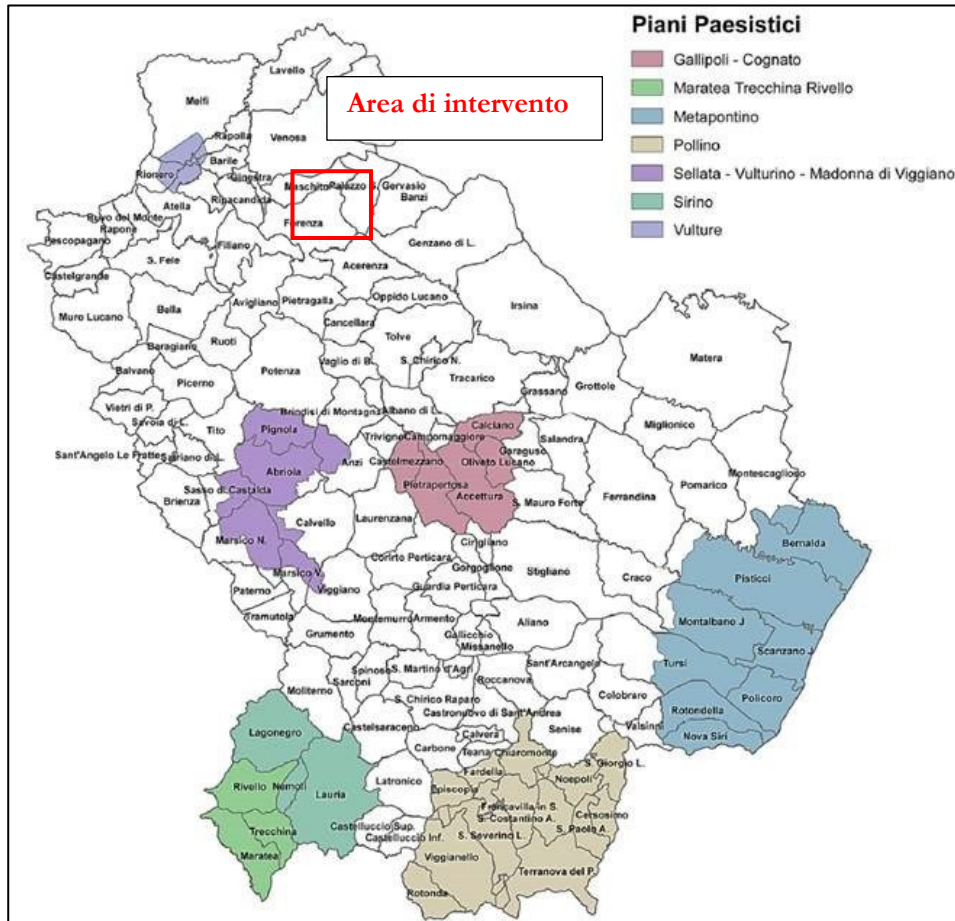 Piani Paesistici
Gallipoli - Cognato
Maratea Trecchina Rivello
Metapontino
Pollino
Sellata - Vulturino - Madonna di Viggiano
Sirino
Vulture
Area di intervento
Lavello
Melfi
Venosa
Rapolla
Barile
Rionero
Ginestra
Maschito
Palazzo S. Gervasio
Banzi
Ripacandida
Atella
Forenza
Ruvo del Monte
Rapone
Pescopagano
Filiano
Genzano di L.
S. Fele
Acerenza
Castelgrande
Muro Lucano
Bella
Avigliano
Pietragalla
Oppido Lucano
Irsina
Cancellara
Baragiano
Ruoti
Tolve
Matera
Balvano
Picerno
Potenza
Vaglio di B.
S. Chirico N.
Tracarico
Grassano
Grottole
Vietri di P.
Savoia di L.
Tito
Brindisi di Montagna
Albano di L.
Calciano
Miglionico
Pignola
Trivigno
Campomaggiore
Salandra
Garaguso
Sant'Angelo Le Fratte
Anzi
Castelmezzano
Oliveto Lucano
Montescaglioso
Abriola
Pietrapertosa
Pomarico
Brienza
Sasso di Castalda
Accettura
S. Mauro Forte
Ferrandina
Calvello
Laurenzana
Bernalda
Marsico N.
Cirigliano
Corirto Perticara
Gorgoglione
Stigliano
Craco
Pisticci
Marsico V.
Viggiano
Guardia Perticara
Paterno
Tramutola
Montemurro
Armento
Aliano
Montalbano J
Grumento
Gallicchio
Missanello
Scanzano J
Spinoso
Sarconi
S. Martino d'Agri
Sant'Arcangelo
Tursi
Moliterno
Roccanova
Colobraro
Policoro
S. Chirico Raparo
Rotondella
Castronuovo di Sant'Andrea
Valsinni
Lagonegro
Castelsaraceno
Calvera
Senise
Nova Siri
Carbone
Teana
Chiaromonte
S. Giorgio L.
Fardella
Noepoli
Rivello
Nemoli
Lauria
Latronico
Episcopia
Francavilla in S.
Cersosimo
S. Costantino A.
Trecchina
Castelluccio Sup.
Castelluccio Inf.
S. Severino L.
S. Paolo A.
Maratea
Viggianello
Terranova del P.
Rotonda